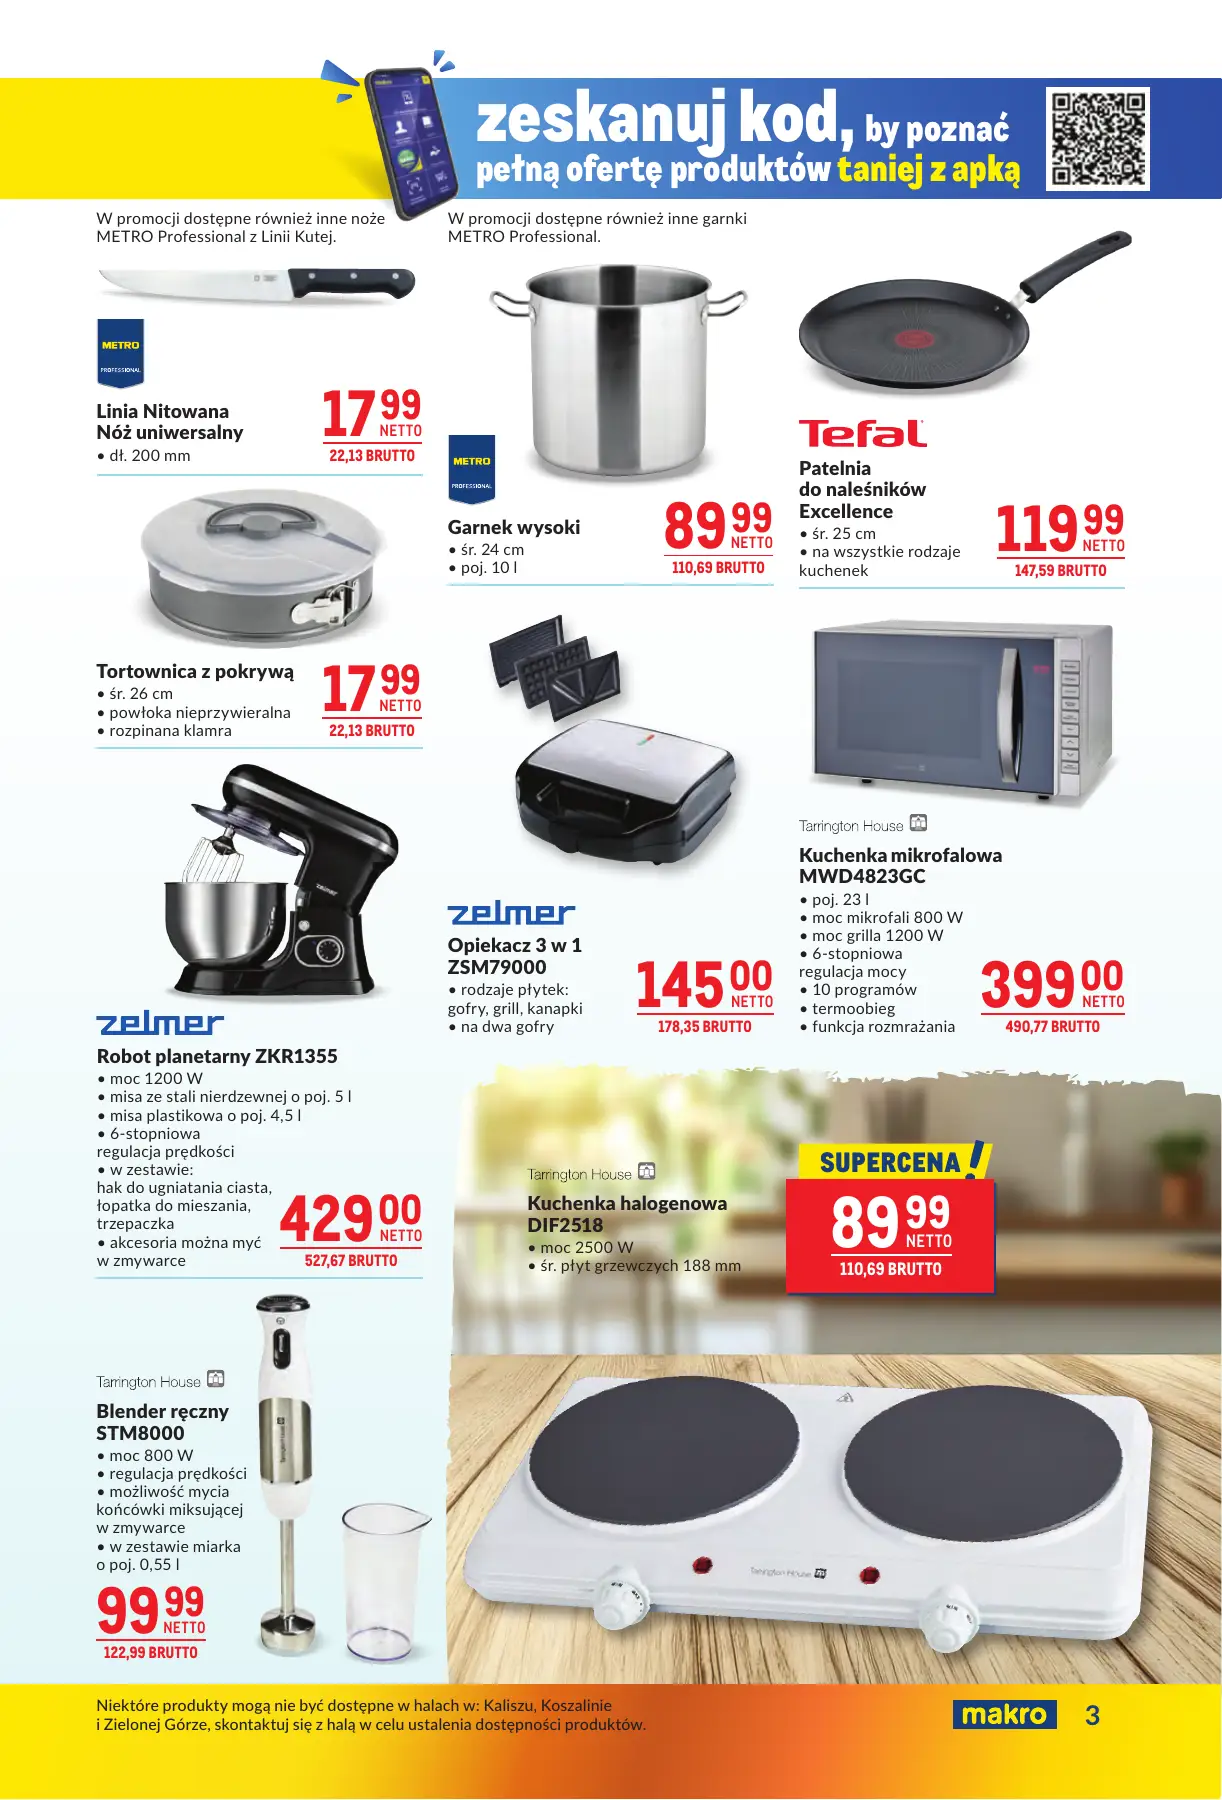 zeskanuj kod, by poznać
pełną ofertę produktów taniej z apką
W promocji dostępne również inne noże
METRO Professional z Linii Kutej.
METRO
PROFESSIONAL
Linia Nitowana
Nóż uniwersalny
• dł. 200 mm
17 99
NETTO
22,13 BRUTTO
W promocji dostępne również inne garnki
METRO Professional.
METRO
PROFESSIONAL
Garnek wysoki
• śr. 24 cm
• poj. 10 l
89 99
NETTO
110,69 BRUTTO
Tefal
Patelnia
do naleśników
Excellence
• śr. 25 cm
• na wszystkie rodzaje
kuchenek
119 99
NETTO
147,59 BRUTTO
Tortownica z pokrywą
• śr. 26 cm
• powłoka nieprzywieralna
• rozpinana klamra
17 99
NETTO
22,13 BRUTTO
zelmer
Opiekacz 3 w 1
ZSM79000
• rodzaje płytek:
gofry, grill, kanapki
• na dwa gofry
145 00
NETTO
178,35 BRUTTO
Tarrington House
Kuchenka mikrofalowa
MWD4823GC
• poj. 23 l
• moc mikrofali 800 W
• moc grilla 1200 W
• 6-stopniowa
regulacja mocy
• 10 programów
• termoobieg
• funkcja rozmrażania
399 00
NETTO
490,77 BRUTTO
zelmer
zelmer
Robot planetarny ZKR1355
• moc 1200 W
• misa ze stali nierdzewnej o poj. 5 l
• misa plastikowa o poj. 4,5 l
• 6-stopniowa
regulacja prędkości
• w zestawie:
hak do ugniatania ciasta,
łopatka do mieszania,
trzepaczka
• akcesoria można myć
w zmywarce
429 00
NETTO
527,67 BRUTTO
Tarrington House
Kuchenka halogenowa
DIF2518
• moc 2500 W
• śr. płyt grzewczych 188 mm
SUPERCENA!
89 99
NETTO
110,69 BRUTTO
Tarrington House
Tarrington House
Blender ręczny
STM8000
• moc 800 W
• regulacja prędkości
• możliwość mycia
końcówki miksującej
w zmywarce
• w zestawie miarka
o poj. 0,55 l
99 99
NETTO
122,99 BRUTTO
Tarrington House
Niektóre produkty mogą nie być dostępne w halach w: Kaliszu, Koszalinie
i Zielonej Górze, skontaktuj się z halą w celu ustalenia dostępności produktów.
makro
3